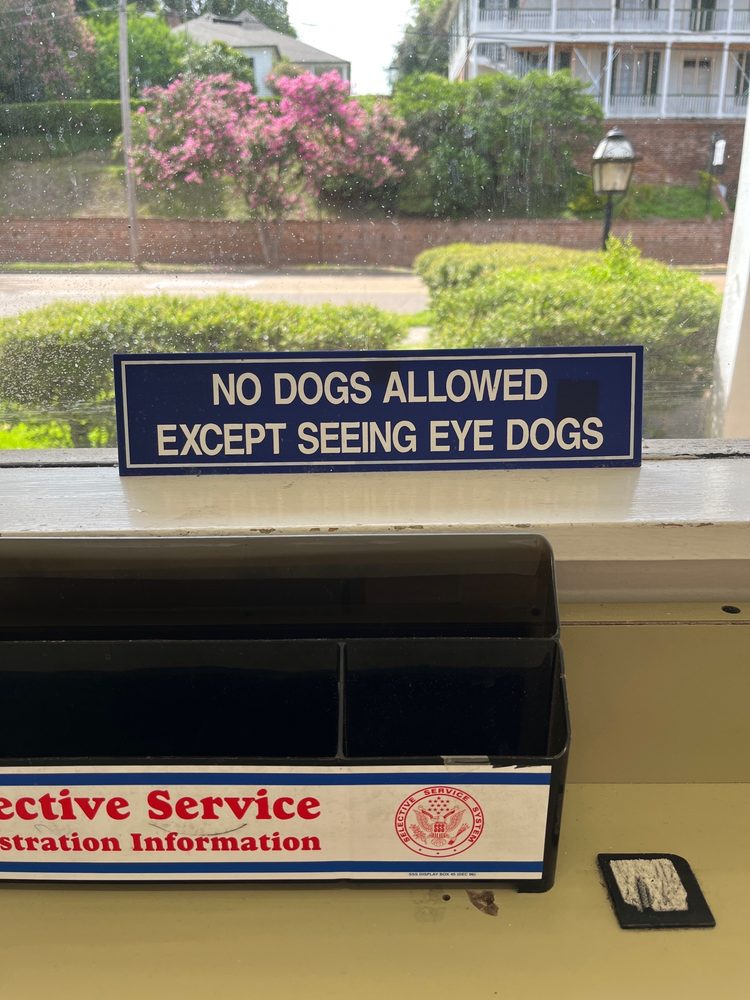 NO DOGS ALLOWED
EXCEPT SEEING EYE DOGS
ective Service
stration Information
SELECTIVE SERVICE SYSTEM
SSS